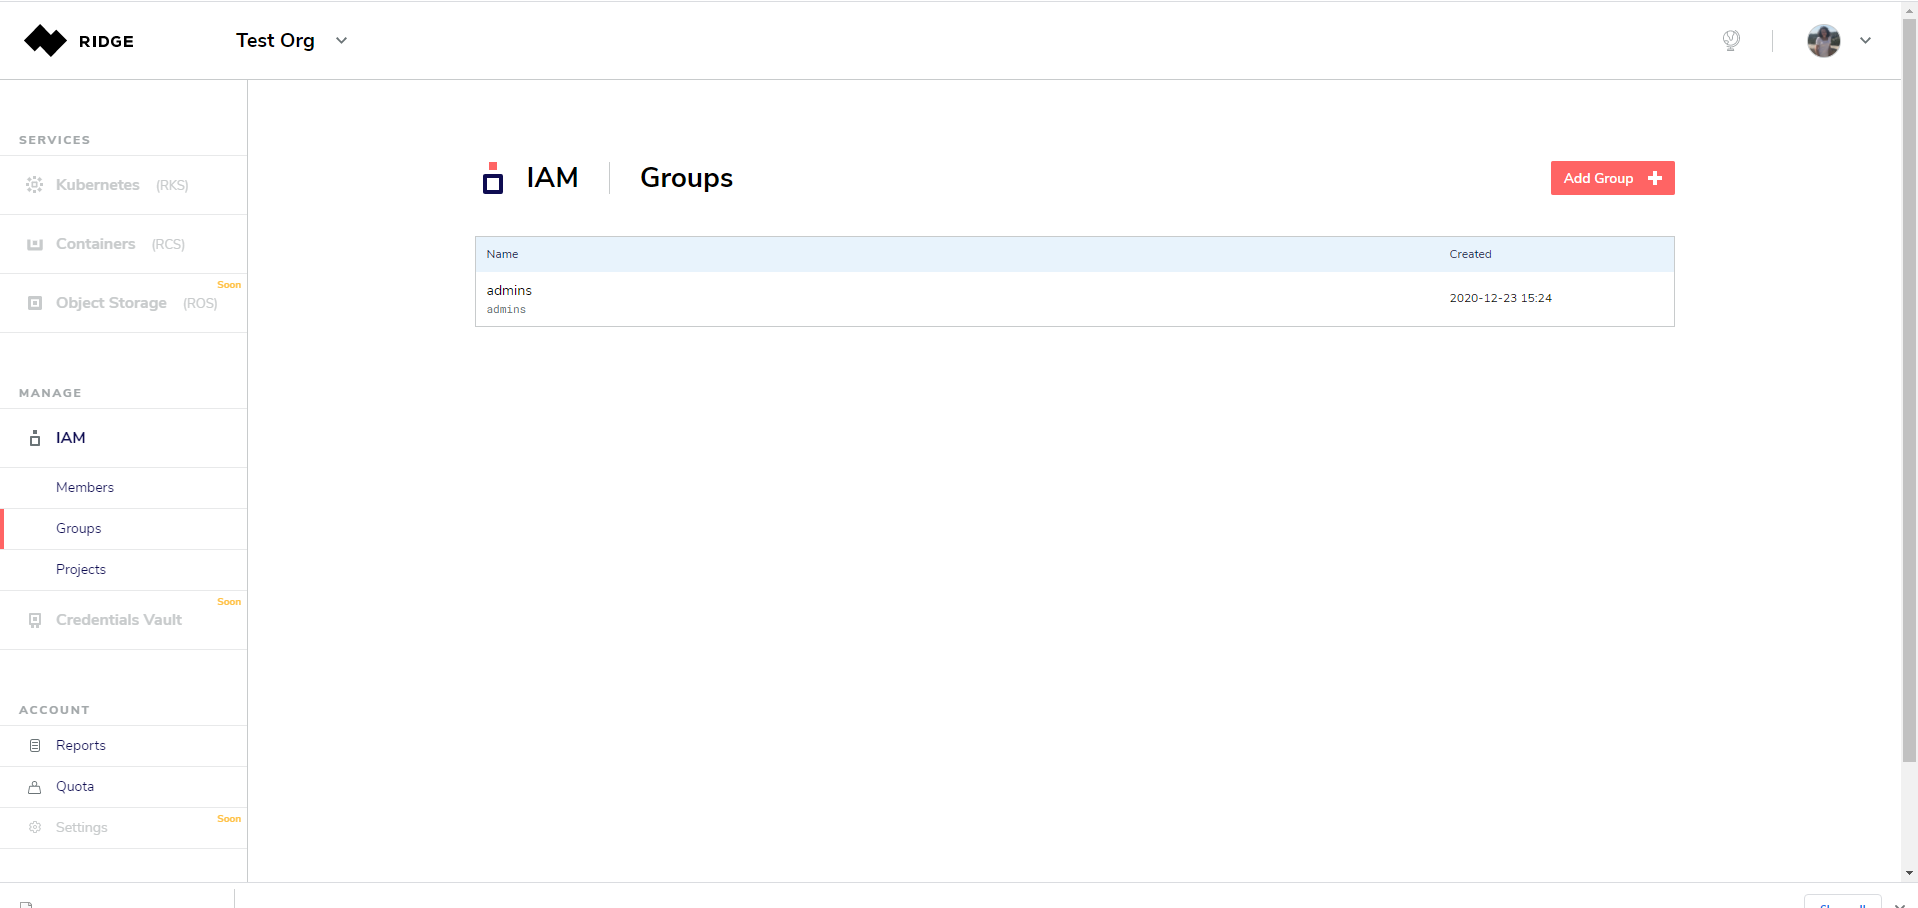 RIDGE
Test Org
SERVICES
Kubernetes (RKS)
Containers (RCS)
Soon
Object Storage (ROS)
MANAGE
IAM
Members
Groups
Projects
Soon
Credentials Vault
ACCOUNT
Reports
Quota
Soon
Settings
IAM Groups
Add Group
Name Created
admins
admins
2020-12-23 15:24